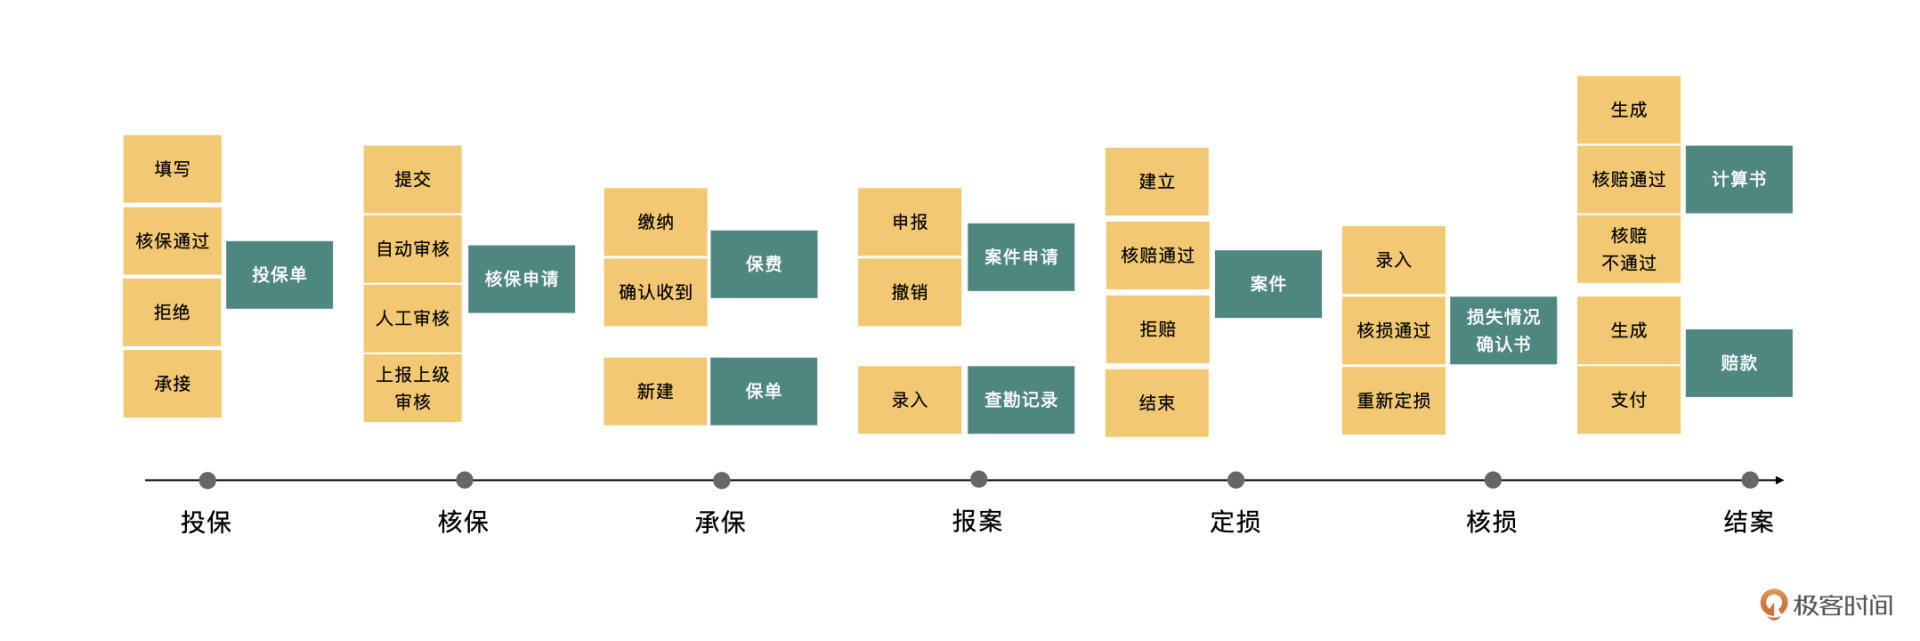 填写
核保通过
拒绝
承接
投保单
提交
自动审核
人工审核
上报上级
审核
核保申请
缴纳
确认收到
保费
新建
保单
申报
撤销
案件申请
录入
查勘记录
建立
核赔通过
拒赔
结束
案件
录入
核损通过
重新定损
损失情况
确认书
生成
核赔通过
核赔
不通过
计算书
生成
支付
赔款
投保
核保
承保
报案
定损
核损
结案
极客时间